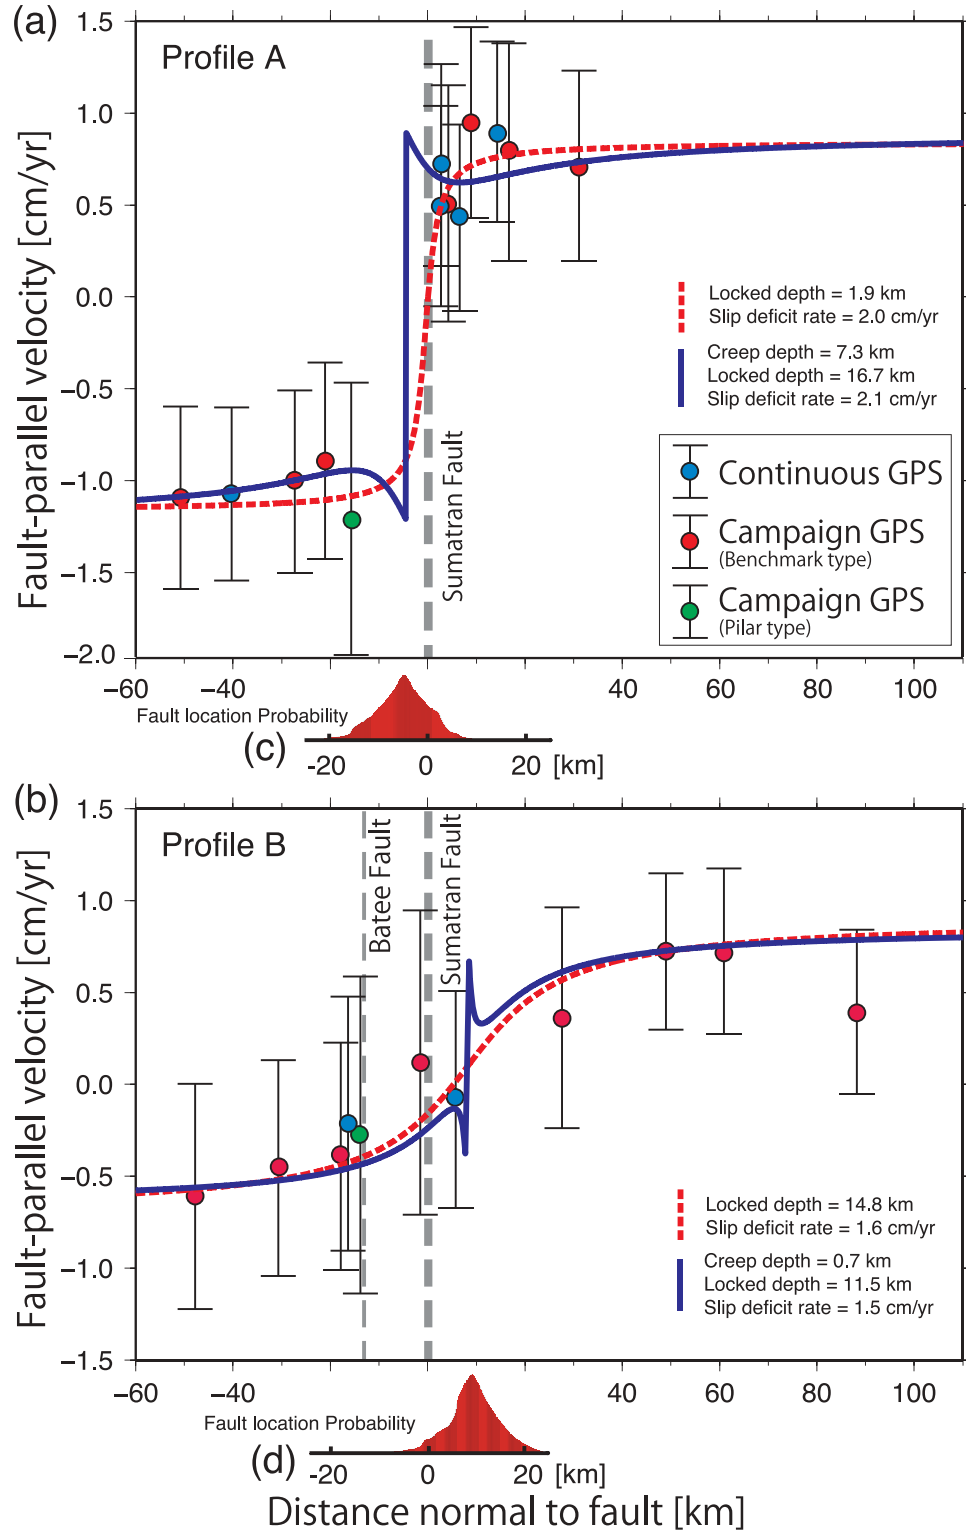 (a)
Profile A
Fault-parallel velocity [cm/yr]
1.5
1.0
0.5
0.0
−0.5
−1.0
−1.5
−2.0
Locked depth = 1.9 km
Slip deficit rate = 2.0 cm/yr
Creep depth = 7.3 km
Locked depth = 16.7 km
Slip deficit rate = 2.1 cm/yr
Sumatran Fault
Continuous GPS
Campaign GPS
(Benchmark type)
Campaign GPS
(Pilar type)
−60 −40 40 60 80 100
Fault location Probability
(c)
-20 0 20 [km]
(b)
Profile B
Fault-parallel velocity [cm/yr]
1.5
1.0
0.5
0.0
−0.5
−1.0
−1.5
Batee Fault
Sumatran Fault
Locked depth = 14.8 km
Slip deficit rate = 1.6 cm/yr
Creep depth = 0.7 km
Locked depth = 11.5 km
Slip deficit rate = 1.5 cm/yr
−60 −40 40 60 80 100
Fault location Probability
(d)
-20 0 20 [km]
Distance normal to fault [km]